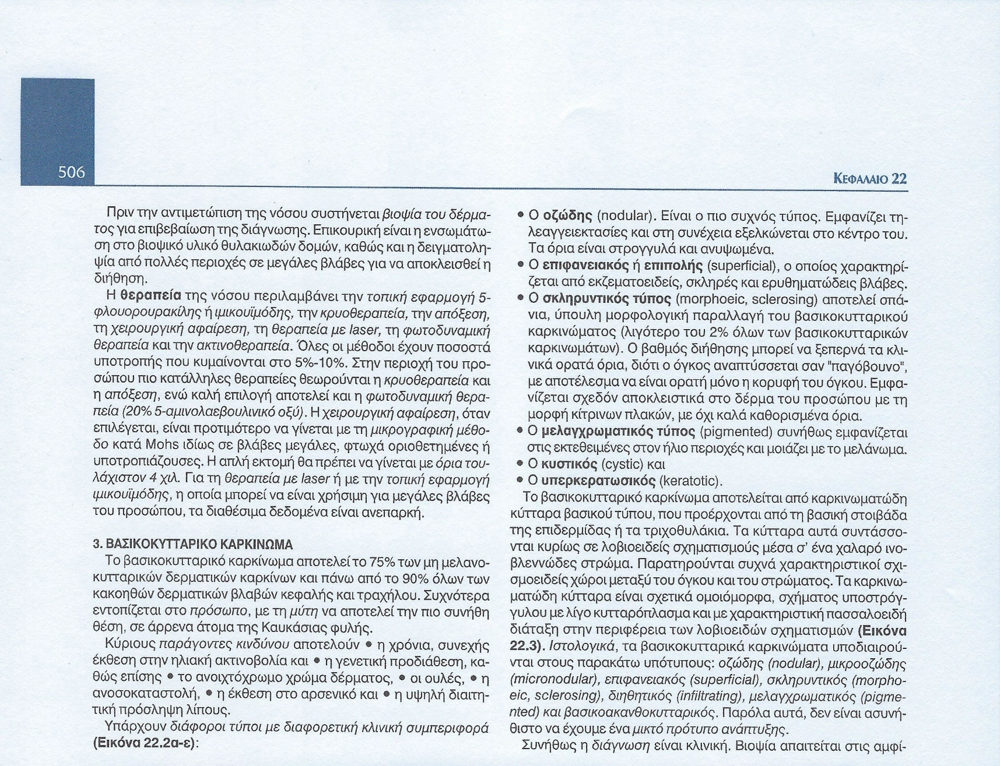 506
ΚΕΦΑΛΑΙΟ 22
Πριν την αντιμετώπιση της νόσου συστήνεται βιοψία του δέρμα-
τος για επιβεβαίωση της διάγνωσης. Επικουρική είναι η ενσωμάτω-
ση στο βιοψικό υλικό θυλακιωδών δομών, καθώς και η δειγματολη-
ψία από πολλές περιοχές σε μεγάλες βλάβες για να αποκλεισθεί η
διήθηση.
Η θεραπεία της νόσου περιλαμβάνει την τοπική εφαρμογή 5-
φλουορουρακίλης ή ιμικουϊμόδης, την κρυοθεραπεία, την απόξεση,
τη χειρουργική αφαίρεση, τη θεραπεία με laser, τη φωτοδυναμική
θεραπεία και την ακτινοθεραπεία. Όλες οι μέθοδοι έχουν ποσοστά
υποτροπής που κυμαίνονται στο 5%-10%. Στην περιοχή του προ-
σώπου πιο κατάλληλες θεραπείες θεωρούνται η κρυοθεραπεία και
η απόξεση, ενώ καλή επιλογή αποτελεί και η φωτοδυναμική θερα-
πεία (20% 5-αμινολαεβουλινικό οξύ). Η χειρουργική αφαίρεση, όταν
επιλέγεται, είναι προτιμότερο να γίνεται με τη μικρογραφική μέθο-
δο κατά Mohs ιδίως σε βλάβες μεγάλες, φτωχά οριοθετημένες ή
υποτροπιάζουσες. Η απλή εκτομή θα πρέπει να γίνεται με όρια του-
λάχιστον 4 χιλ. Για τη θεραπεία με laser ή με την τοπική εφαρμογή
ιμικουϊμόδης, η οποία μπορεί να είναι χρήσιμη για μεγάλες βλάβες
του προσώπου, τα διαθέσιμα δεδομένα είναι ανεπαρκή.
3. ΒΑΣΙΚΟΚΥΤΤΑΡΙΚΟ ΚΑΡΚΙΝΩΜΑ
Το βασικοκυτταρικό καρκίνωμα αποτελεί το 75% των μη μελανο-
κυτταρικών δερματικών καρκίνων και πάνω από το 90% όλων των
κακοηθών δερματικών βλαβών κεφαλής και τραχήλου. Συχνότερα
εντοπίζεται στο πρόσωπο, με τη μύτη να αποτελεί την πιο συνήθη
θέση, σε άρρενα άτομα της Καυκάσιας φυλής.
Κύριους παράγοντες κινδύνου αποτελούν • η χρόνια, συνεχής
έκθεση στην ηλιακή ακτινοβολία και • η γενετική προδιάθεση, κα-
θώς επίσης • το ανοιχτόχρωμο χρώμα δέρματος, • οι ουλές, • η
ανοσοκαταστολή, • η έκθεση στο αρσενικό και • η υψηλή διαιτη-
τική πρόσληψη λίπους.
Υπάρχουν διάφοροι τύποι με διαφορετική κλινική συμπεριφορά
(Εικόνα 22.2α-ε):
• Ο οζώδης (nodular). Είναι ο πιο συχνός τύπος. Εμφανίζει τη-
λεαγγειεκτασίες και στη συνέχεια εξελκώνεται στο κέντρο του.
Τα όρια είναι στρογγυλά και ανυψωμένα.
• Ο επιφανειακός ή επιπολής (superficial), ο οποίος χαρακτηρί-
ζεται από εκζεματοειδείς, σκληρές και ερυθηματώδεις βλάβες.
• Ο σκληρυντικός τύπος (morphoeic, sclerosing) αποτελεί σπά-
νια, ύπουλη μορφολογική παραλλαγή του βασικοκυτταρικού
καρκινώματος (λιγότερο του 2% όλων των βασικοκυτταρικών
καρκινωμάτων). Ο βαθμός διήθησης μπορεί να ξεπερνά τα κλι-
νικά ορατά όρια, διότι ο όγκος αναπτύσσεται σαν "παγόβουνο",
με αποτέλεσμα να είναι ορατή μόνο η κορυφή του όγκου. Εμφα-
νίζεται σχεδόν αποκλειστικά στο δέρμα του προσώπου με τη
μορφή κίτρινων πλακών, με όχι καλά καθορισμένα όρια.
• Ο μελαγχρωματικός τύπος (pigmented) συνήθως εμφανίζεται
στις εκτεθειμένες στον ήλιο περιοχές και μοιάζει με το μελάνωμα.
• Ο κυστικός (cystic) και
• Ο υπερκερατωσικός (keratotic).
Το βασικοκυτταρικό καρκίνωμα αποτελείται από καρκινωματώδη
κύτταρα βασικού τύπου, που προέρχονται από τη βασική στοιβάδα
της επιδερμίδας ή τα τριχοθυλάκια. Τα κύτταρα αυτά συντάσσο-
νται κυρίως σε λοβιοειδείς σχηματισμούς μέσα σ' ένα χαλαρό ινο-
βλεννώδες στρώμα. Παρατηρούνται συχνά χαρακτηριστικοί σχι-
σμοειδείς χώροι μεταξύ του όγκου και του στρώματος. Τα καρκινω-
ματώδη κύτταρα είναι σχετικά ομοιόμορφα, σχήματος υποστρόγ-
γυλου με λίγο κυτταρόπλασμα και με χαρακτηριστική πασσαλοειδή
διάταξη στην περιφέρεια των λοβιοειδών σχηματισμών (Εικόνα
22.3). Ιστολογικά, τα βασικοκυτταρικά καρκινώματα υποδιαιρού-
νται στους παρακάτω υπότυπους: οζώδης (nodular), μικροοζώδης
(micronodular), επιφανειακός (superficial), σκληρυντικός (morpho-
eic, sclerosing), διηθητικός (infiltrating), μελαγχρωματικός (pigme-
nted) και βασικοακανθοκυτταρικός. Παρόλα αυτά, δεν είναι ασυνή-
θιστο να έχουμε ένα μικτό πρότυπο ανάπτυξης.
Συνήθως η διάγνωση είναι κλινική. Βιοψία απαιτείται στις αμφί-